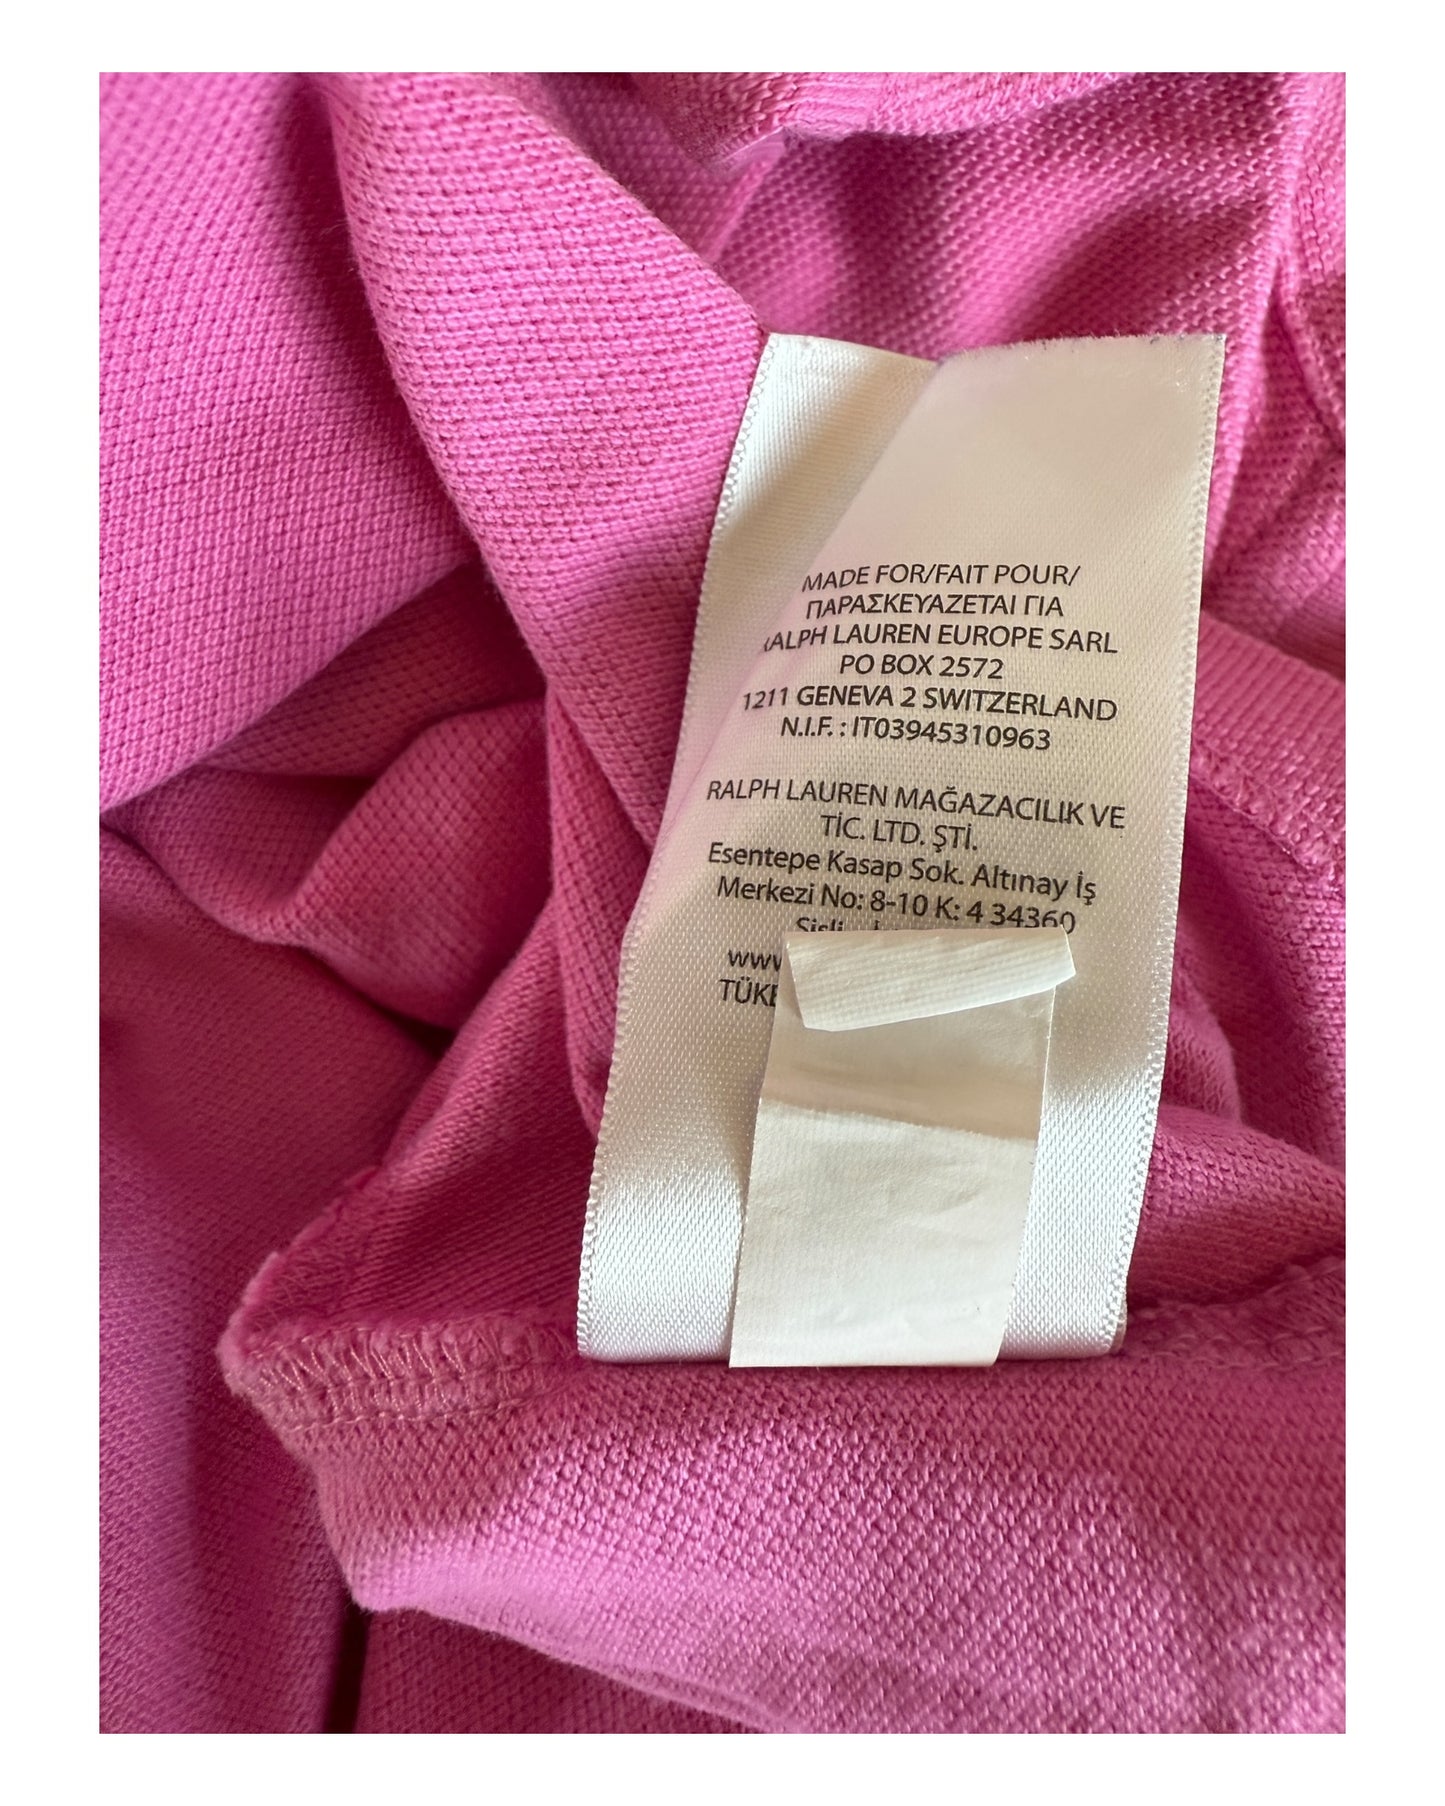 MADE FOR/FAIT POUR/
ΠΑΡΑΣΚΕΥΑΖΕΤΑΙ ΓΙΑ
RALPH LAUREN EUROPE SARL
PO BOX 2572
1211 GENEVA 2 SWITZERLAND
N.I.F. : IT03945310963
RALPH LAUREN MAĞAZACILIK VE
TİC. LTD. ŞTİ.
Esentepe Kasap Sok. Altınay İş
Merkezi No: 8-10 K: 4 34360